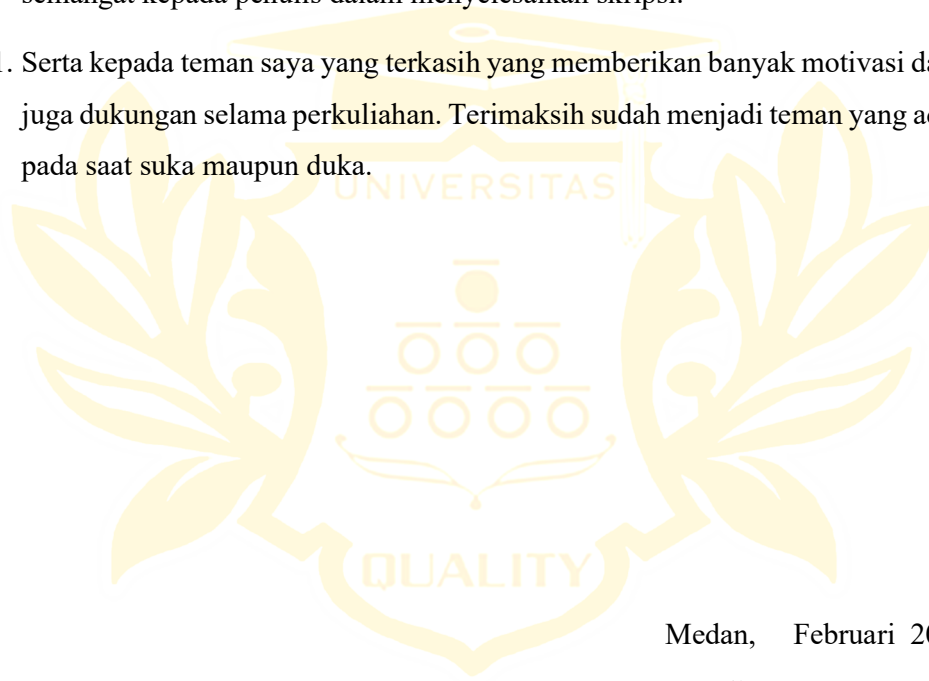 semangat kepada penulis dalam menyelesaikan skripsi.
. Serta kepada teman saya yang terkasih yang memberikan banyak motivasi
juga dukungan selama perkuliahan. Terimaksih sudah menjadi teman yang
pada saat suka maupun duka.
UNIVERSITAS
QUALITY
Medan, Februari